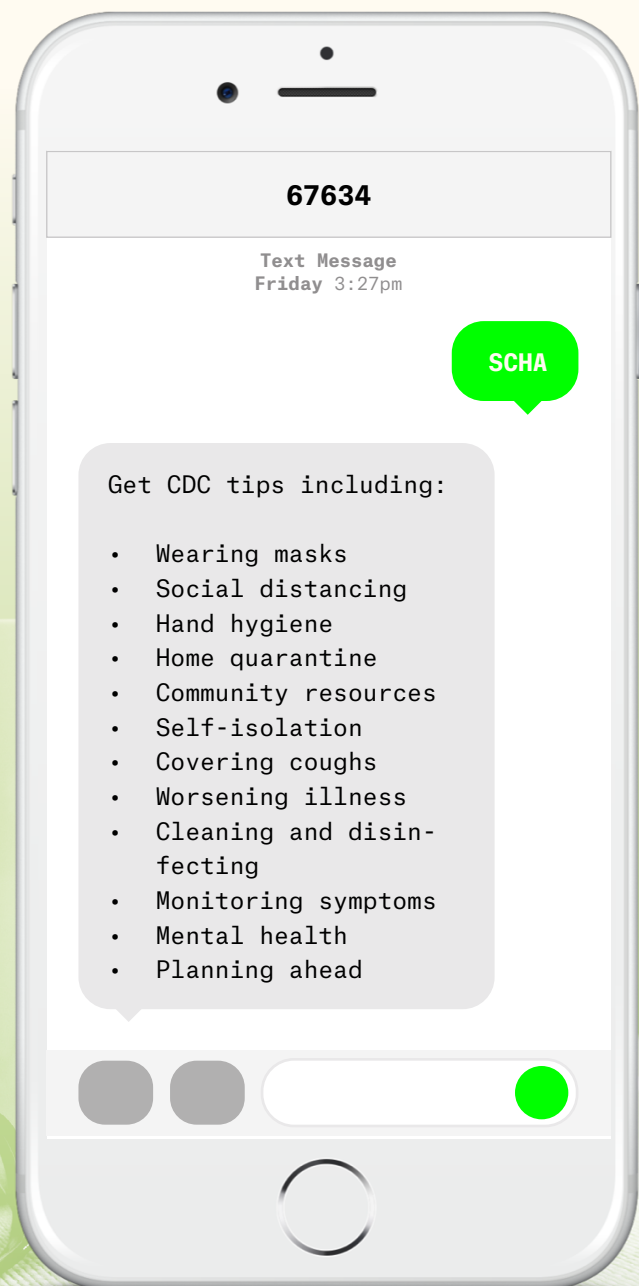 67634
Text Message
Friday 3:27pm
SCHA
Get CDC tips including:
• Wearing masks
• Social distancing
• Hand hygiene
• Home quarantine
• Community resources
• Self-isolation
• Covering coughs
• Worsening illness
• Cleaning and disin-
fecting
• Monitoring symptoms
• Mental health
• Planning ahead